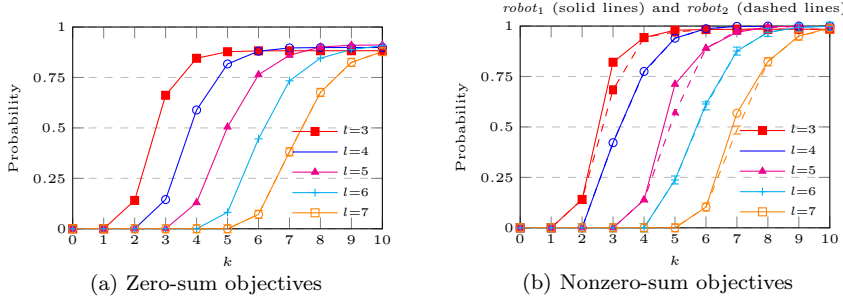 robot₁ (solid lines) and robot₂ (dashed lines)
1
0.75
0.5
0.25
0
Probability
0 1 2 3 4 5 6 7 8 9 10
k
l=3
l=4
l=5
l=6
l=7
(a) Zero-sum objectives
1
0.75
0.5
0.25
0
Probability
0 1 2 3 4 5 6 7 8 9 10
k
l=3
l=4
l=5
l=6
l=7
(b) Nonzero-sum objectives